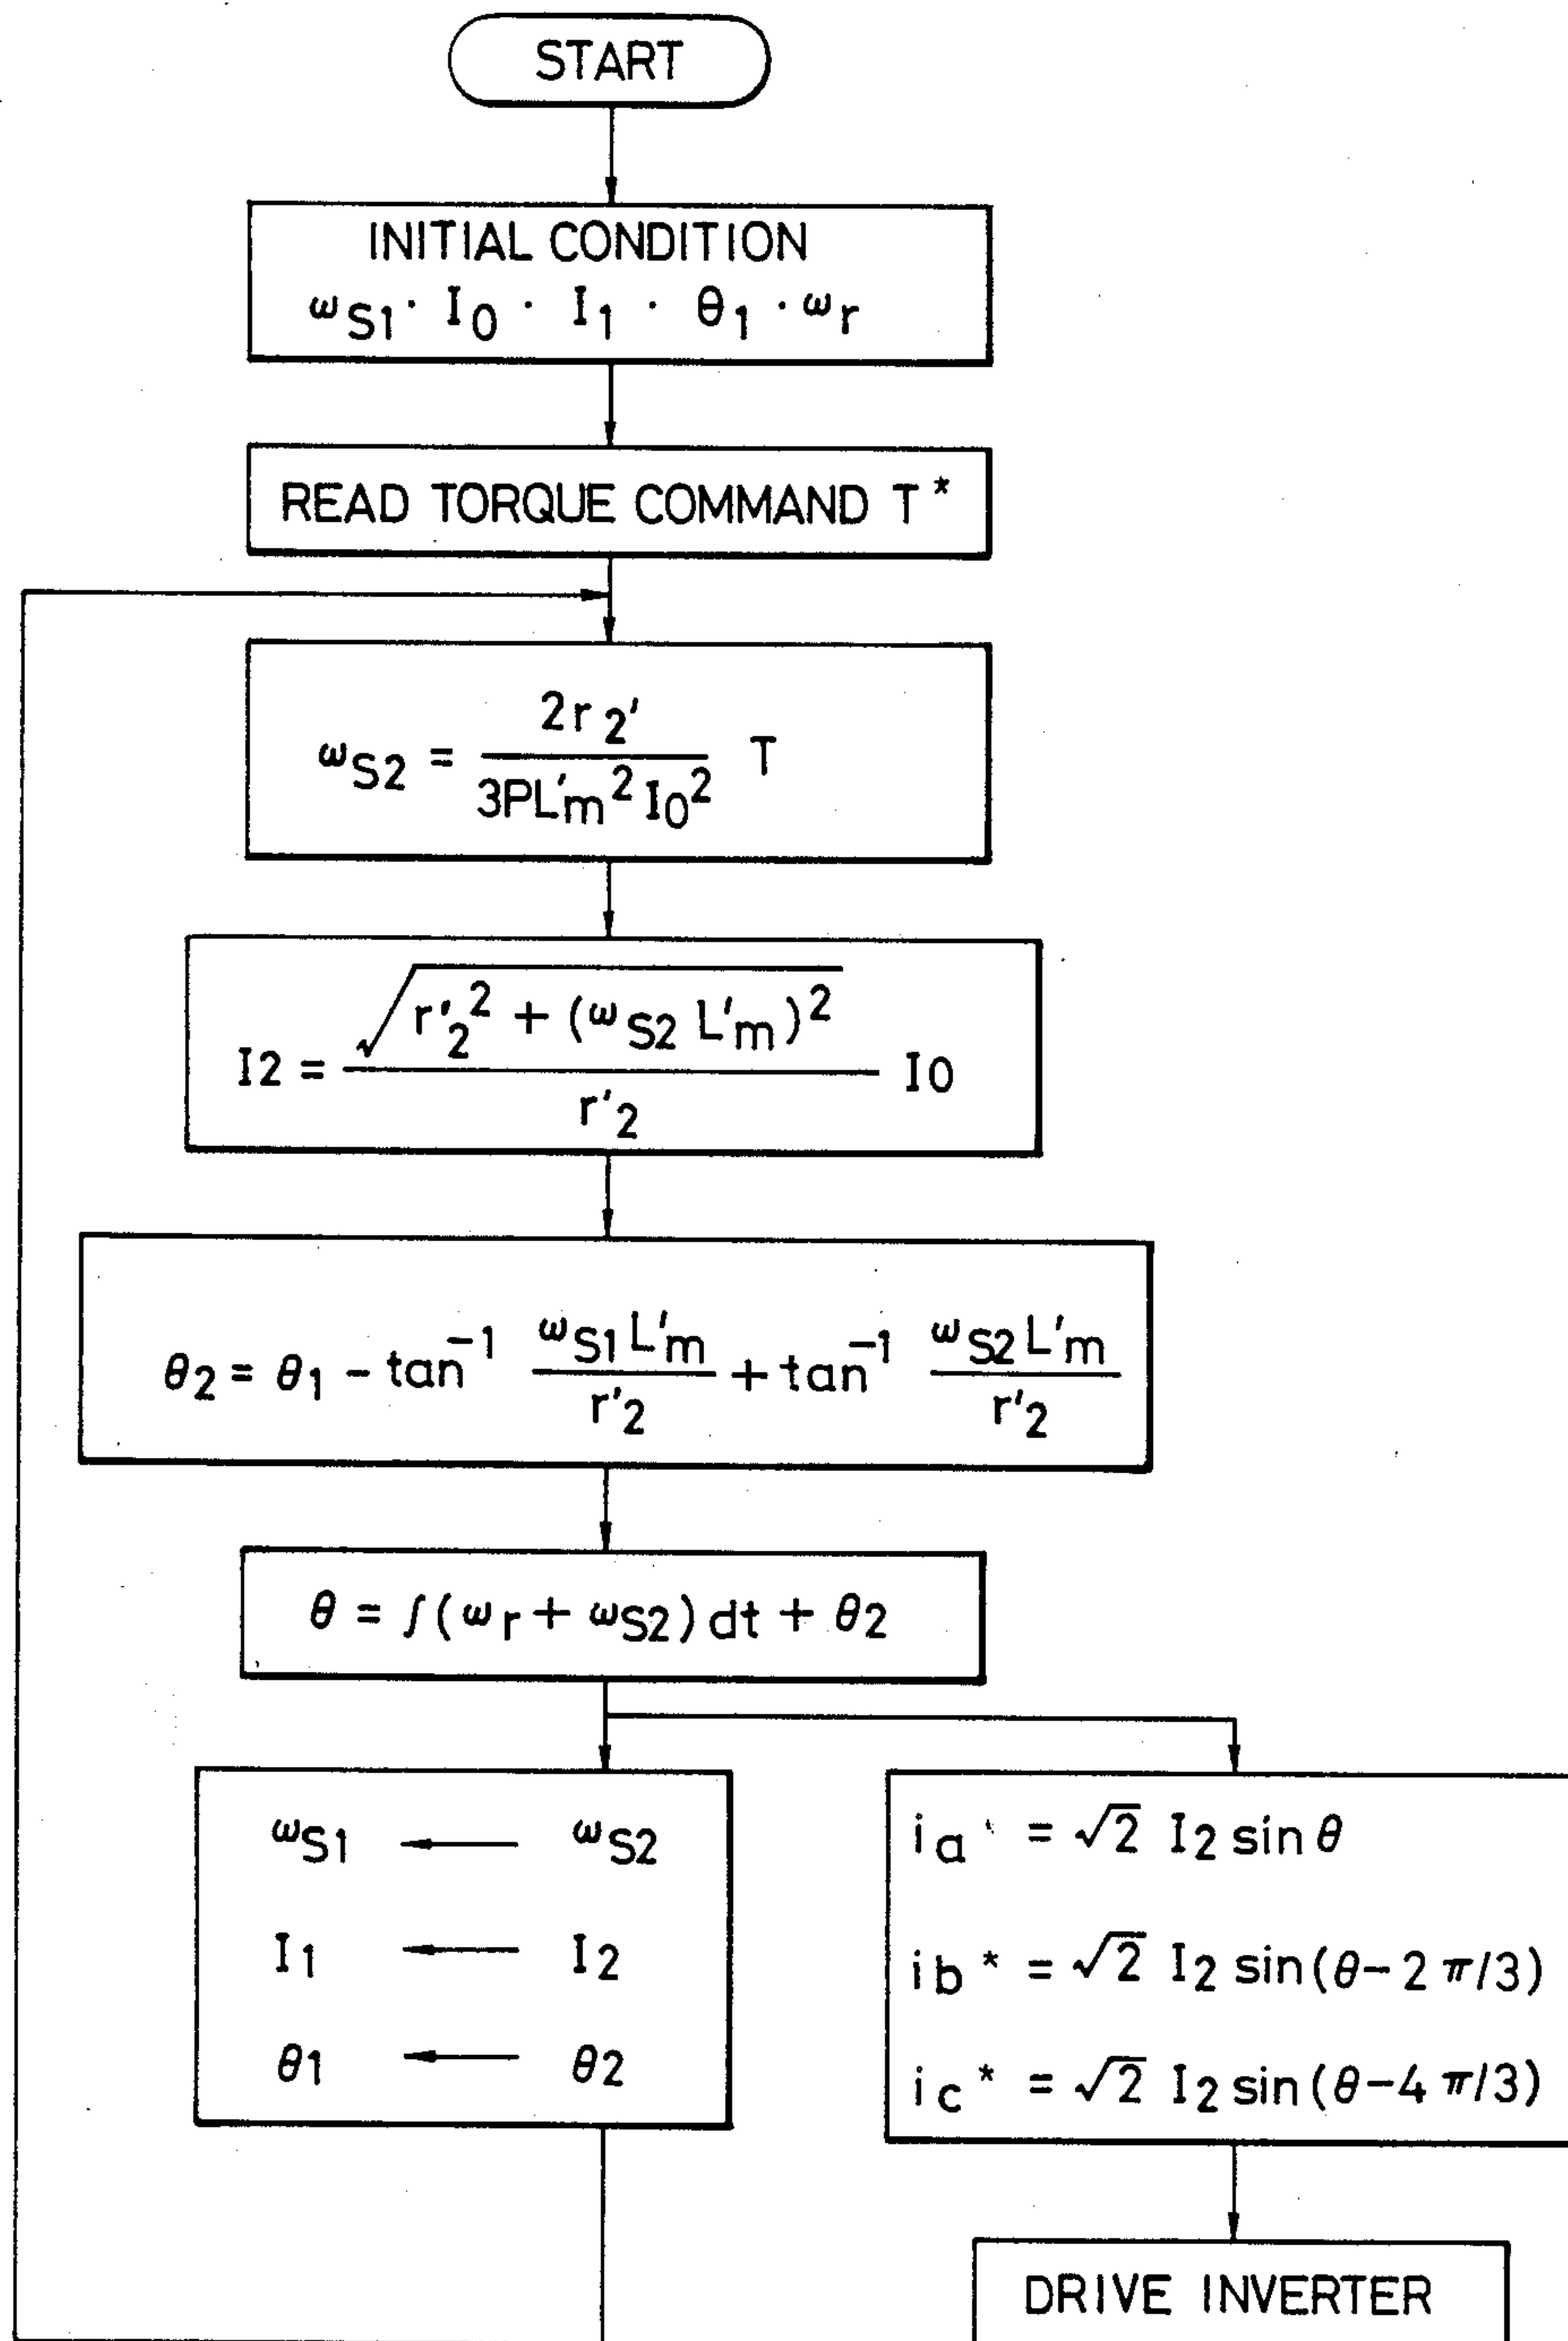 START
INITIAL CONDITION
ωS1 · I0 · I1 · θ1 · ωr
READ TORQUE COMMAND T*
ωS2 = 2r2' / 3PL'm² I0² T
I2 = √(r'2² + (ωS2 L'm)²) / r'2 I0
θ2 = θ1 − tan⁻¹ ωS1 L'm / r'2 + tan⁻¹ ωS2 L'm / r'2
θ = ∫(ωr + ωS2) dt + θ2
ωS1 ← ωS2
I1 ← I2
θ1 ← θ2
ia = √2 I2 sin θ
ib* = √2 I2 sin(θ−2π/3)
ic* = √2 I2 sin(θ−4π/3)
DRIVE INVERTER